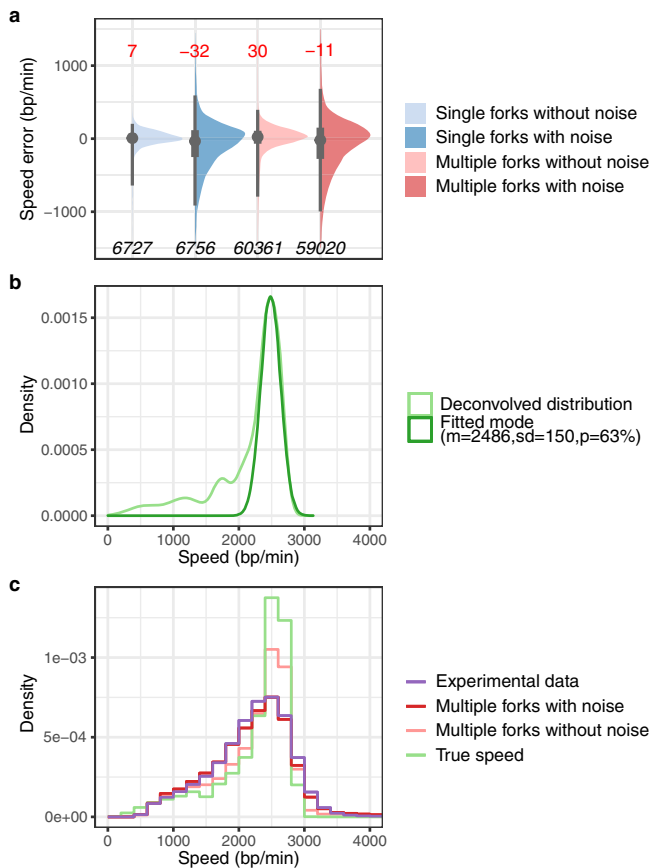 a
7 −32 30 −11
1000
0
−1000
Speed error (bp/min)
6727 6756 60361 59020
Single forks without noise
Single forks with noise
Multiple forks without noise
Multiple forks with noise
b
0.0015
0.0010
0.0005
0.0000
Density
0 1000 2000 3000 4000
Speed (bp/min)
Deconvolved distribution
Fitted mode
(m=2486,sd=150,p=63%)
c
1e−03
5e−04
0e+00
Density
0 1000 2000 3000 4000
Speed (bp/min)
Experimental data
Multiple forks with noise
Multiple forks without noise
True speed